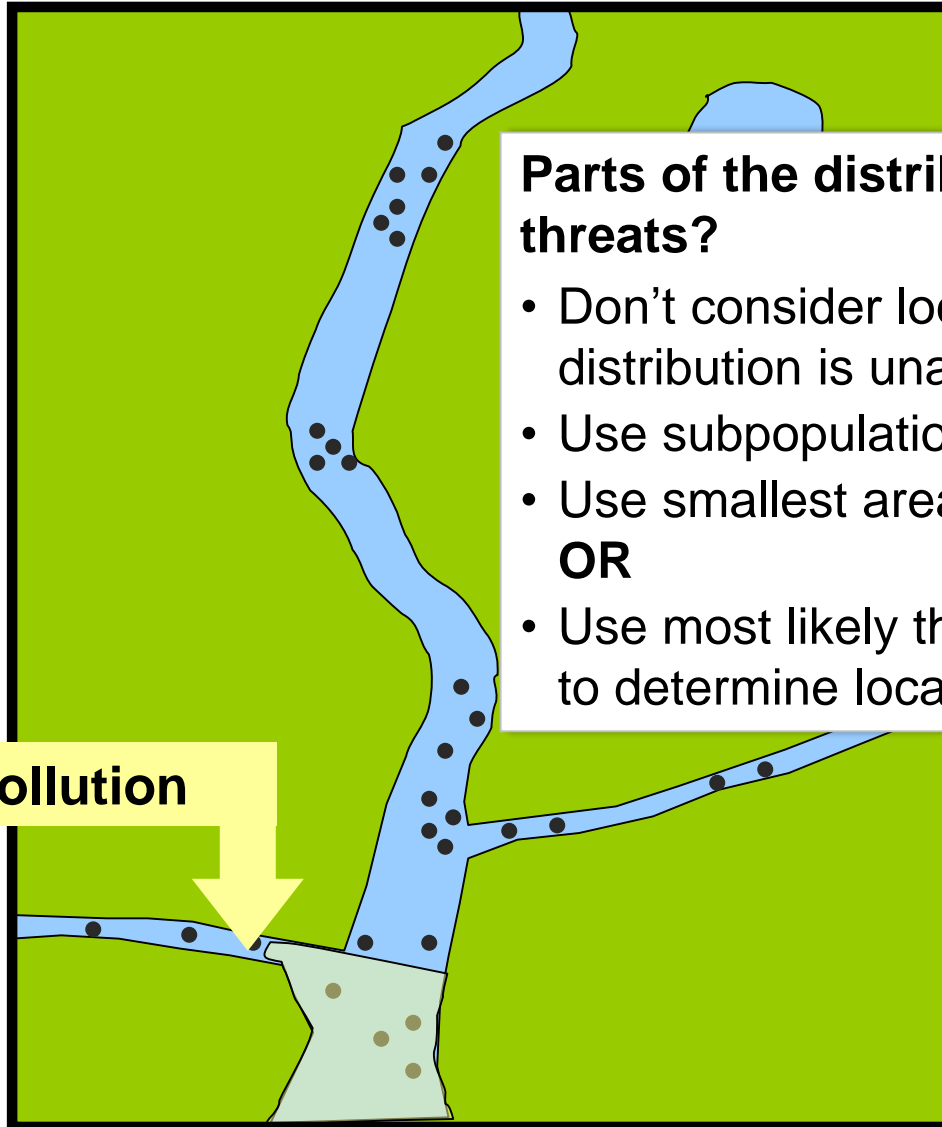 Parts of the distrib
threats?
• Don’t consider loc
distribution is una
• Use subpopulatio
• Use smallest area
OR
• Use most likely th
to determine loca
ollution